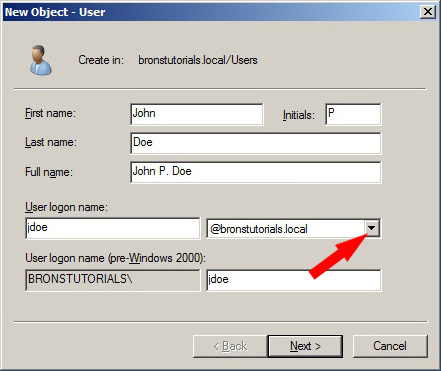 New Object - User
Create in: bronstutorials.local/Users
First name: John Initials: P
Last name: Doe
Full name: John P. Doe
User logon name:
jdoe @bronstutorials.local
User logon name (pre-Windows 2000):
BRONSTUTORIALS\ jdoe
< Back Next > Cancel